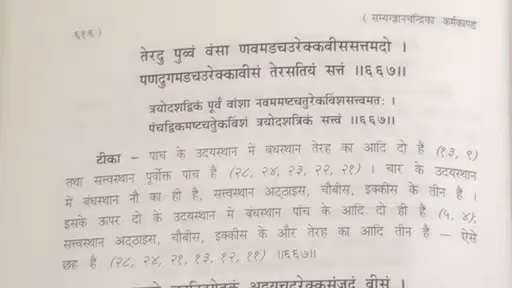 ६१६)
( सम्यग्ज्ञानचन्द्रिका कर्मकाण्ड
तेरदु पुव्वं वंसा णवमडचउरेक्कवीससत्तमदो ।
पणदुगमडचउरेक्कावीसं तेरसतियं सत्तं ॥६६७॥
त्रयोदशद्विकं पूर्वं वांशा नवममष्टचतुरेकविंशसत्त्वमतः ।
पंचद्विकमष्टचतुरेकविशं त्रयोदशत्रिकं सत्त्वं ॥६६७॥
टीका – पाच के उदयस्थान में बंधस्थान तेरह का आदि दो है (१३, ९)
तथा सत्त्वस्थान पूर्वोक्त पाच है (२८, २४, २३, २२, २१) । चार के उदयस्थान
में बंधस्थान नौ का ही है, सत्त्वस्थान अट्ठाइस, चौबीस, इक्कीस के तीन है ।
इसके ऊपर दो के उदयस्थान में बंधस्थान पांच के आदि दो ही है (५, ४);
सत्त्वस्थान अट्ठाइस, चौबीस, इक्कीस के और तेरह का आदि तीन है – ऐसे
छह है (२८, २४, २१, १३, १२, ११) ॥६६७॥